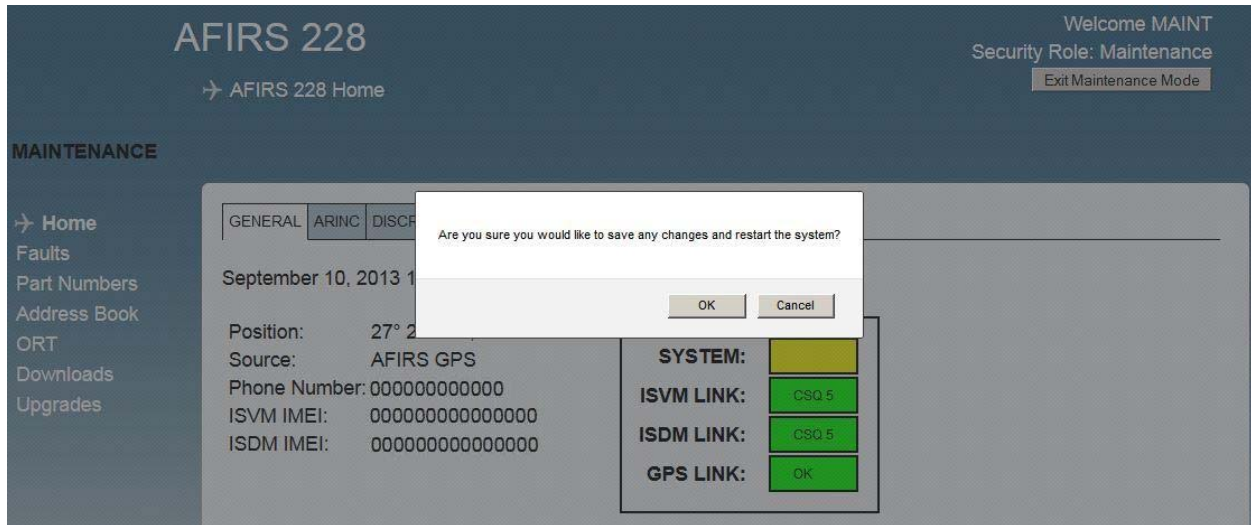 AFIRS 228
AFIRS 228 Home
Welcome MAINT
Security Role: Maintenance
Exit Maintenance Mode
MAINTENANCE
Home
Faults
Part Numbers
Address Book
ORT
Downloads
Upgrades
GENERAL ARINC
Are you sure you would like to save any changes and restart the system?
OK Cancel
September 10, 2013
Position: 27°
Source: AFIRS GPS
Phone Number: 000000000000
ISVM IMEI: 000000000000000
ISDM IMEI: 000000000000000
SYSTEM:
ISVM LINK: CSQ 5
ISDM LINK: CSQ 5
GPS LINK: OK